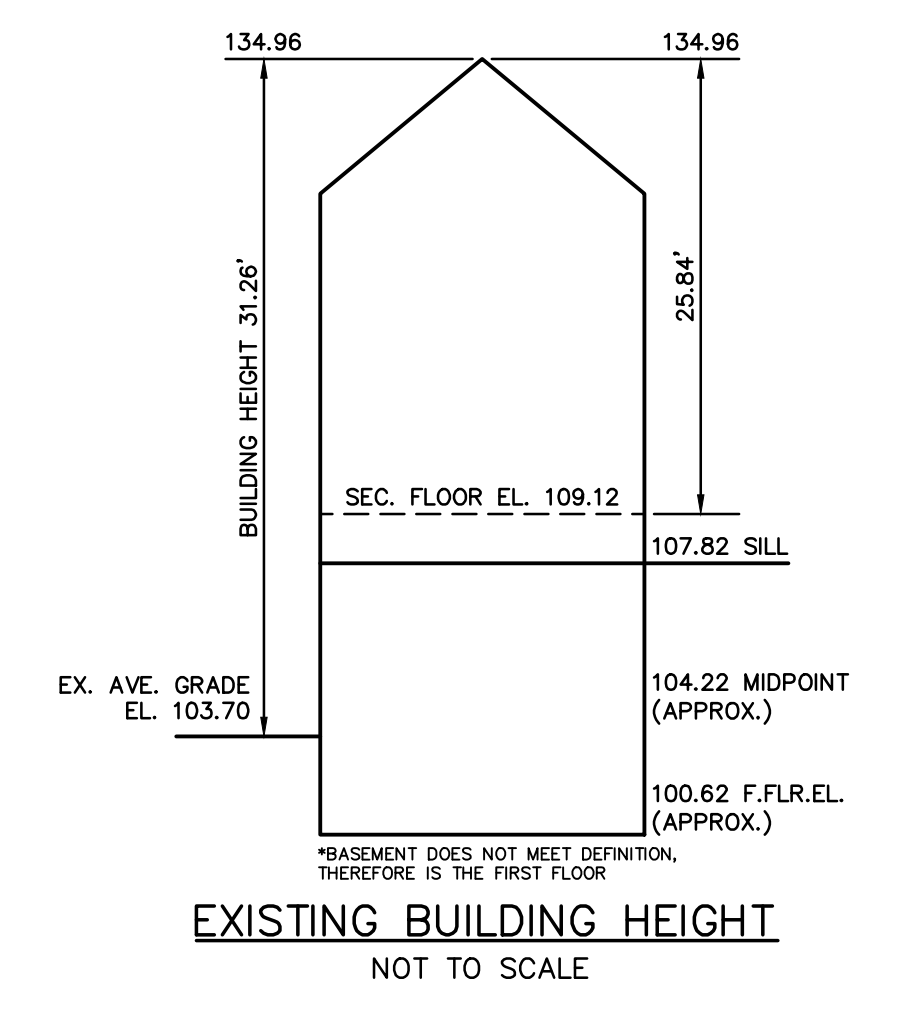 134.96
134.96
BUILDING HEIGHT 31.26'
25.84'
SEC. FLOOR EL. 109.12
107.82 SILL
EX. AVE. GRADE
EL. 103.70
104.22 MIDPOINT
(APPROX.)
100.62 F.FLR.EL.
(APPROX.)
*BASEMENT DOES NOT MEET DEFINITION,
THEREFORE IS THE FIRST FLOOR
EXISTING BUILDING HEIGHT
NOT TO SCALE